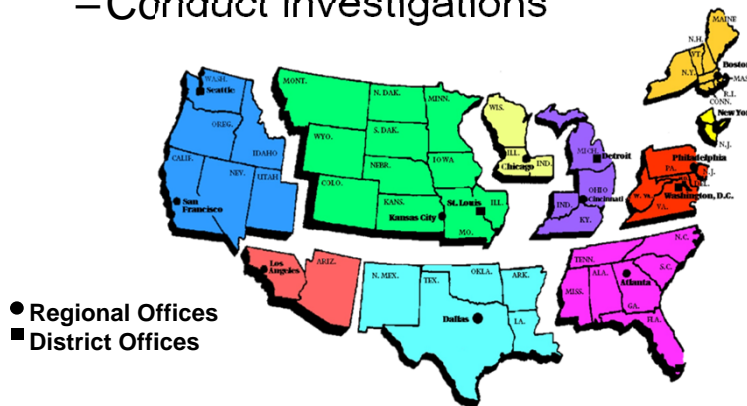 – Conduct Investigations
MAINE
N.H.
VT.
Boston
N.Y.
MAS
R.I.
CONN.
New York
N.J.
WASH.
Seattle
OREG.
IDAHO
CALIF.
NEV.
UTAH
San
Francisco
MONT.
N. DAK.
MINN.
WYO.
S. DAK.
NEBR.
IOWA
COLO.
KANS.
Kansas City
St. Louis
ILL.
MO.
WIS.
ILL.
Chicago
IND.
MICH.
Detroit
OHIO
Cincinnati
IND.
KY.
Philadelphia
PA.
N.J.
W. VA.
Washington, D.C.
VA.
Los
Angeles
ARIZ.
N. MEX.
TEX.
OKLA.
ARK.
Dallas
LA.
TENN.
N.C.
S.C.
MISS.
ALA.
Atlanta
GA.
FLA.
● Regional Offices
■ District Offices